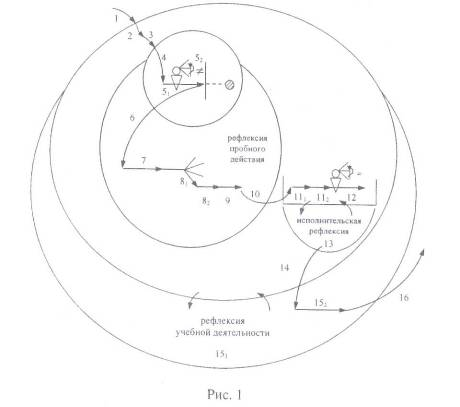 1
2
3
4
5₂
≠
5₁
6
рефлексия
пробного
действия
7
8₁
8₂
9
10
=
11₁
11₂
12
исполнительская
рефлексия
13
14
15₂
16
рефлексия
учебной деятельности
15₁
Рис. 1